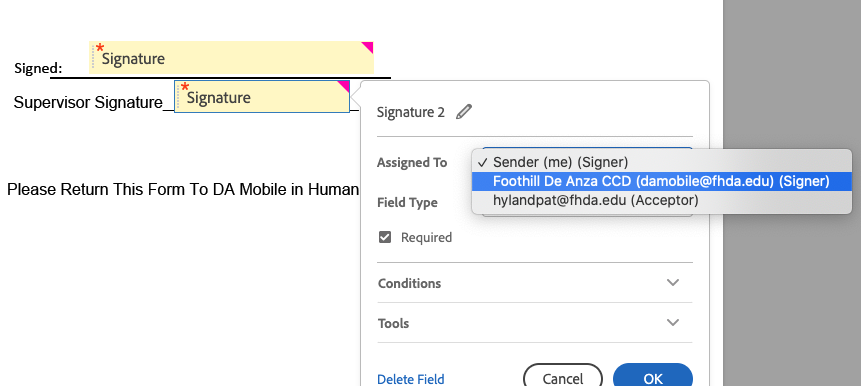 * Signature
Signed:
Supervisor Signature_ * Signature
Please Return This Form To DA Mobile in Human
Signature 2
Assigned To
✓ Sender (me) (Signer)
Foothill De Anza CCD (damobile@fhda.edu) (Signer)
hylandpat@fhda.edu (Acceptor)
Field Type
Required
Conditions
Tools
Delete Field
Cancel
OK